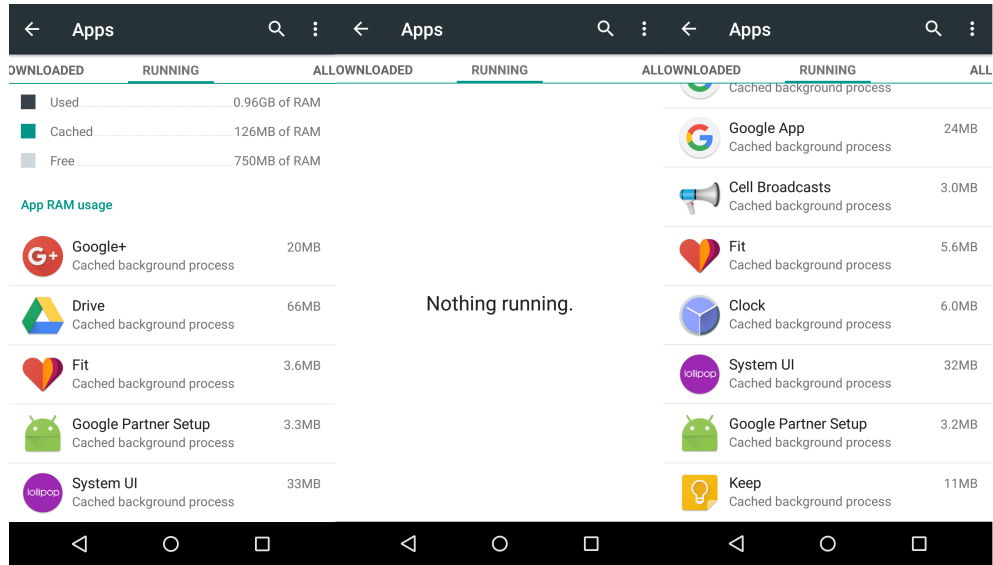 Apps
OWNLOADED RUNNING ALL
Used 0.96GB of RAM
Cached 126MB of RAM
Free 750MB of RAM
App RAM usage
G+ Google+ 20MB
Cached background process
Drive 66MB
Cached background process
Fit 3.6MB
Cached background process
Google Partner Setup 3.3MB
Cached background process
lollipop System UI 33MB
Cached background process
Apps
OWNLOADED RUNNING ALL
Nothing running.
Apps
OWNLOADED RUNNING ALL
Cached background process
G Google App 24MB
Cached background process
Cell Broadcasts 3.0MB
Cached background process
Fit 5.6MB
Cached background process
Clock 6.0MB
Cached background process
lollipop System UI 32MB
Cached background process
Google Partner Setup 3.2MB
Cached background process
Keep 11MB
Cached background process